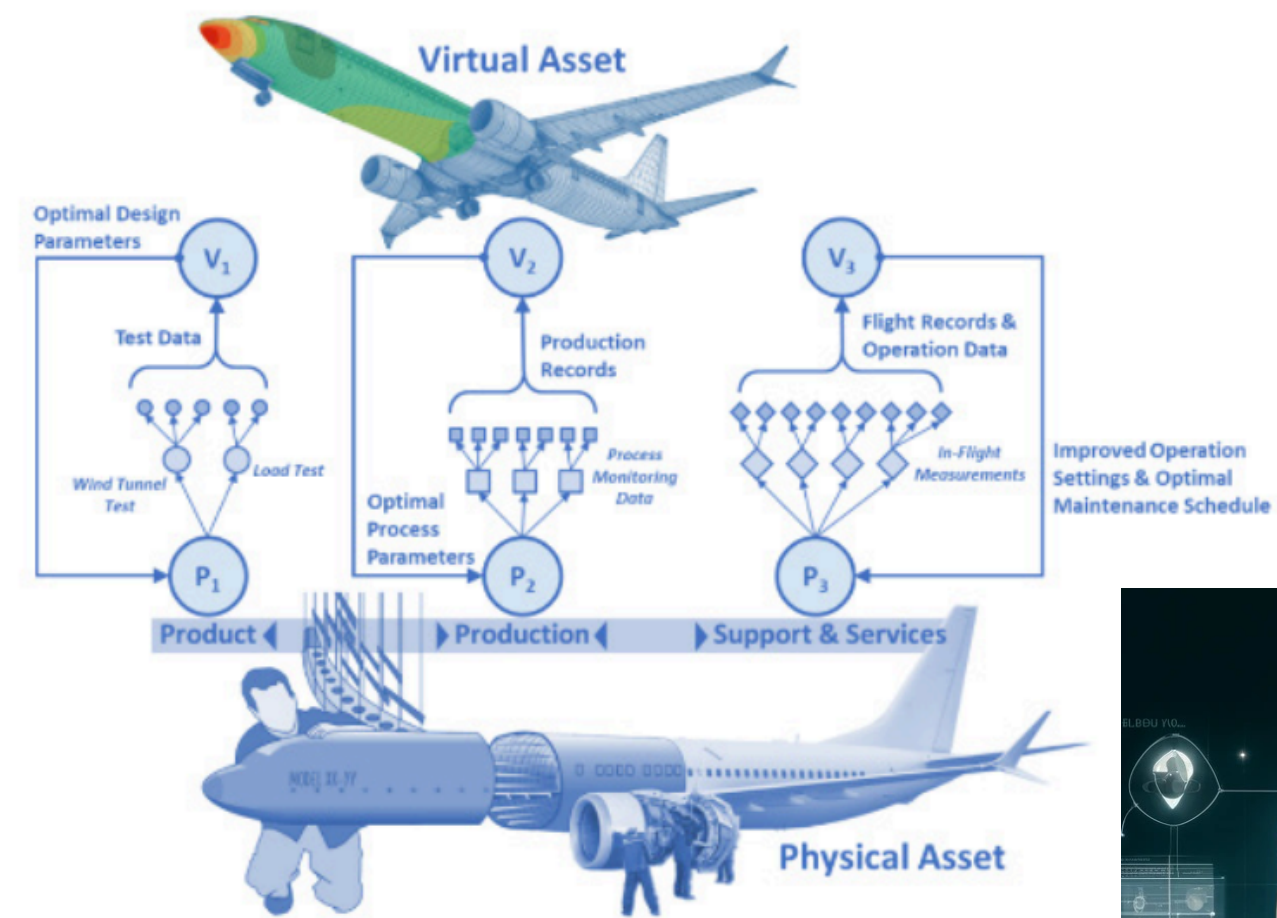 Virtual Asset
Optimal Design
Parameters
V₁
V₂
V₃
Test Data
Production
Records
Flight Records &
Operation Data
Wind Tunnel
Test
Load Test
Process
Monitoring
Data
In-Flight
Measurements
Optimal
Process
Parameters
Improved Operation
Settings & Optimal
Maintenance Schedule
P₁
P₂
P₃
Product
Production
Support & Services
Physical Asset